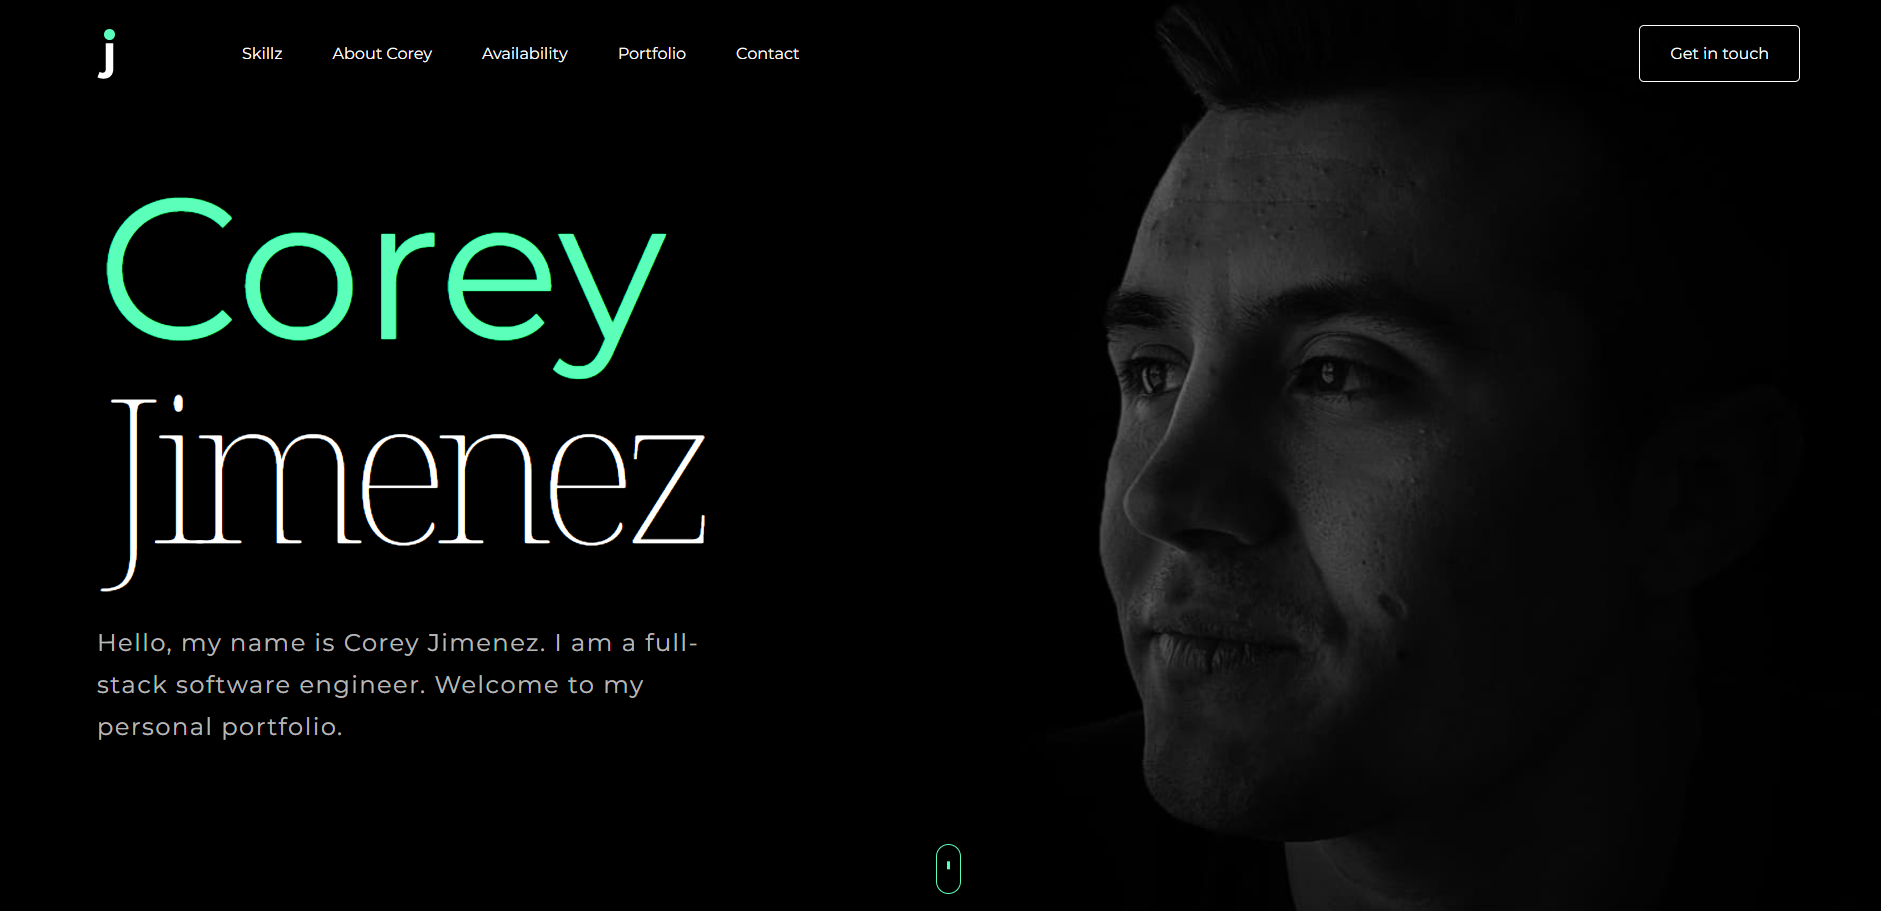 j
Skillz About Corey Availability Portfolio Contact Get in touch
Corey
Jimenez
Hello, my name is Corey Jimenez. I am a full-
stack software engineer. Welcome to my
personal portfolio.